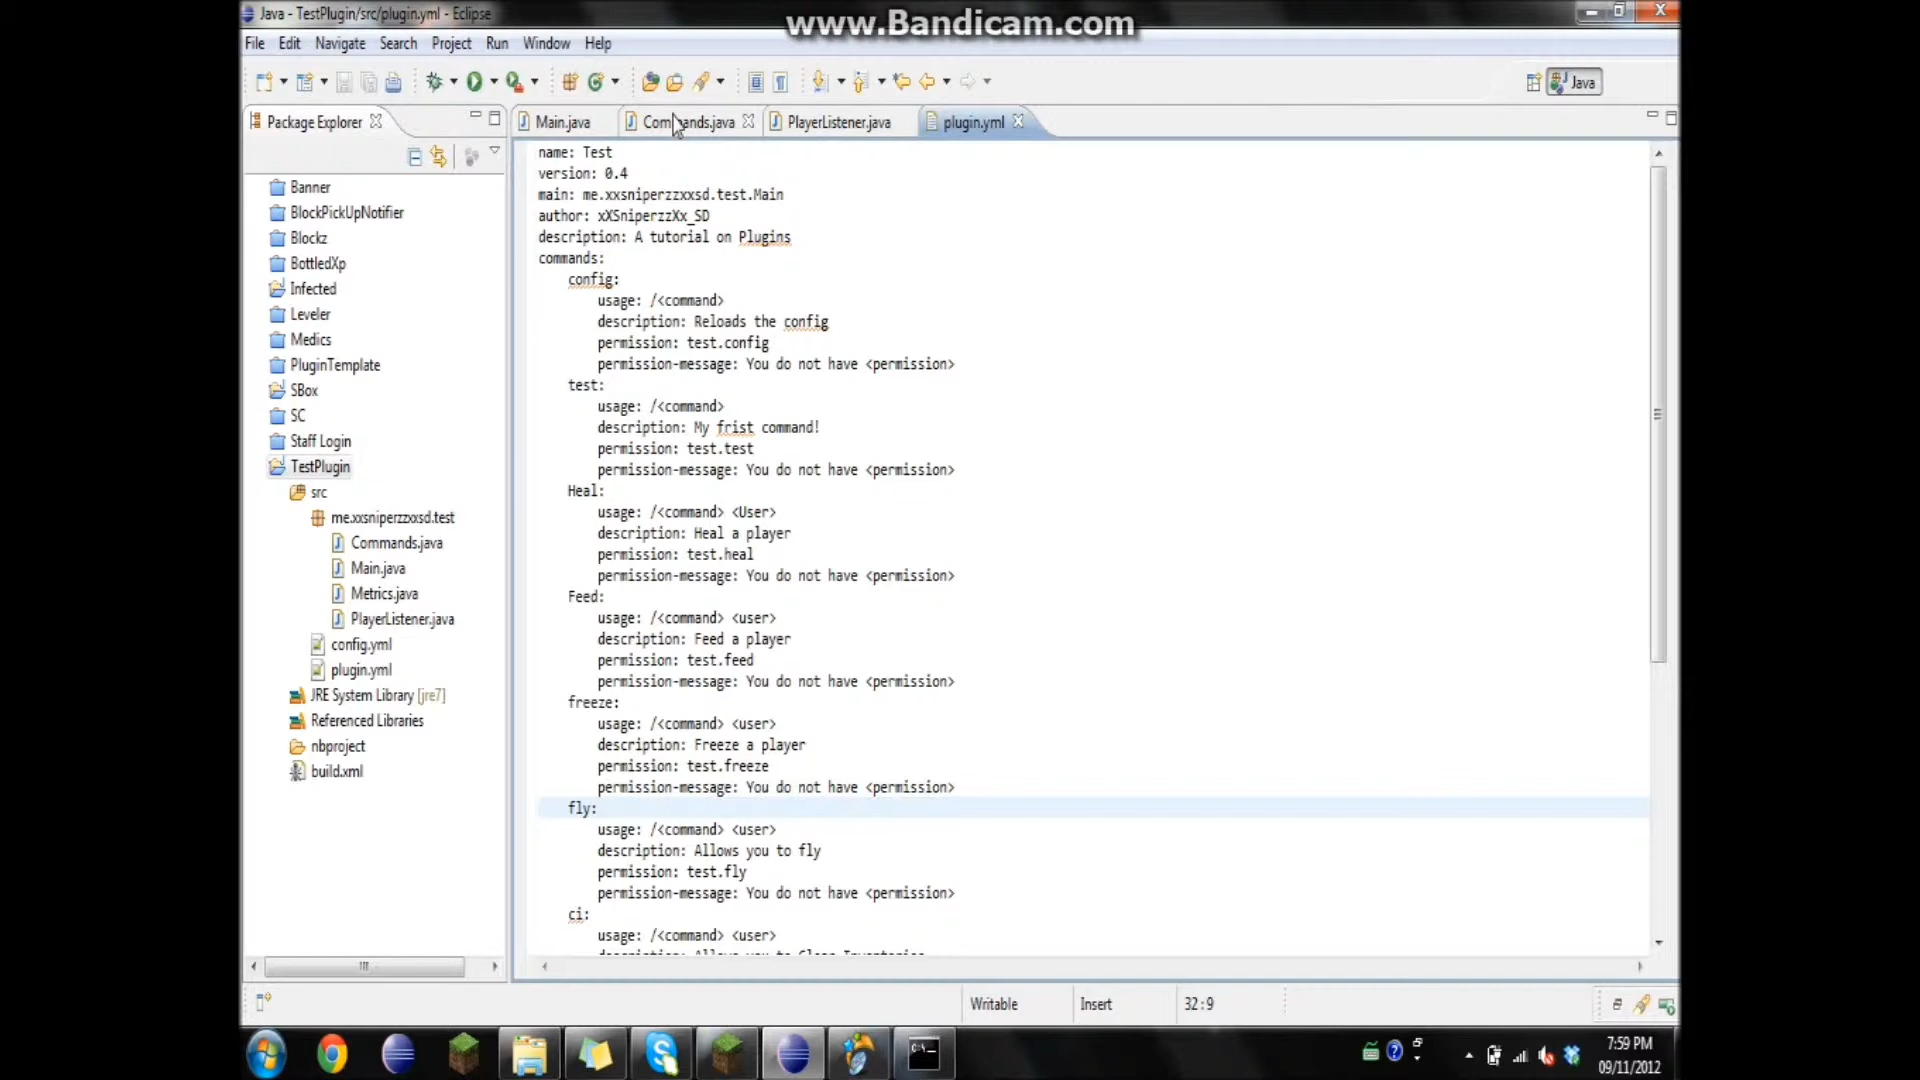 Java - TestPlugin/src/plugin.yml - Eclipse
www.Bandicam.com
File Edit Navigate Search Project Run Window Help
Java
Package Explorer
Main.java
Commands.java
PlayerListener.java
plugin.yml
Banner
BlockPickUpNotifier
Blockz
BottledXp
Infected
Leveler
Medics
PluginTemplate
SBox
SC
Staff Login
TestPlugin
src
me.xxsniperzzxxsd.test
Commands.java
Main.java
Metrics.java
PlayerListener.java
config.yml
plugin.yml
JRE System Library [jre7]
Referenced Libraries
nbproject
build.xml
name: Test
version: 0.4
main: me.xxsniperzzxxsd.test.Main
author: xXSniperzzXx_SD
description: A tutorial on Plugins
commands:
config:
usage: /<command>
description: Reloads the config
permission: test.config
permission-message: You do not have <permission>
test:
usage: /<command>
description: My frist command!
permission: test.test
permission-message: You do not have <permission>
Heal:
usage: /<command> <User>
description: Heal a player
permission: test.heal
permission-message: You do not have <permission>
Feed:
usage: /<command> <user>
description: Feed a player
permission: test.feed
permission-message: You do not have <permission>
freeze:
usage: /<command> <user>
description: Freeze a player
permission: test.freeze
permission-message: You do not have <permission>
fly:
usage: /<command> <user>
description: Allows you to fly
permission: test.fly
permission-message: You do not have <permission>
ci:
usage: /<command> <user>
description: Allows you to Clear Inventories
Writable
Insert
32:9
7:59 PM
09/11/2012